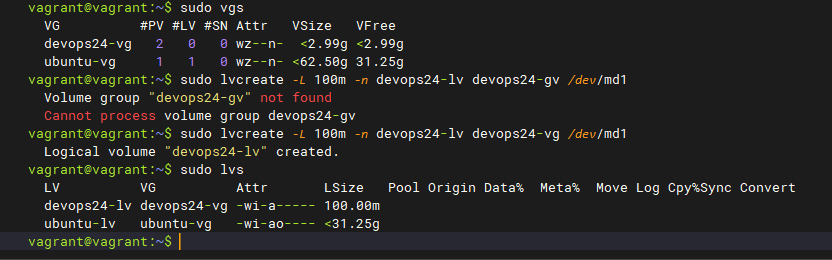 vagrant@vagrant:~$ sudo vgs
  VG          #PV #LV #SN Attr   VSize   VFree
  devops24-vg   2   0   0 wz--n-  <2.99g <2.99g
  ubuntu-vg     1   1   0 wz--n- <62.50g 31.25g
vagrant@vagrant:~$ sudo lvcreate -L 100m -n devops24-lv devops24-gv /dev/md1
  Volume group "devops24-gv" not found
  Cannot process volume group devops24-gv
vagrant@vagrant:~$ sudo lvcreate -L 100m -n devops24-lv devops24-vg /dev/md1
  Logical volume "devops24-lv" created.
vagrant@vagrant:~$ sudo lvs
  LV          VG          Attr       LSize   Pool Origin Data%  Meta%  Move Log Cpy%Sync Convert
  devops24-lv devops24-vg -wi-a----- 100.00m
  ubuntu-lv   ubuntu-vg   -wi-ao---- <31.25g
vagrant@vagrant:~$